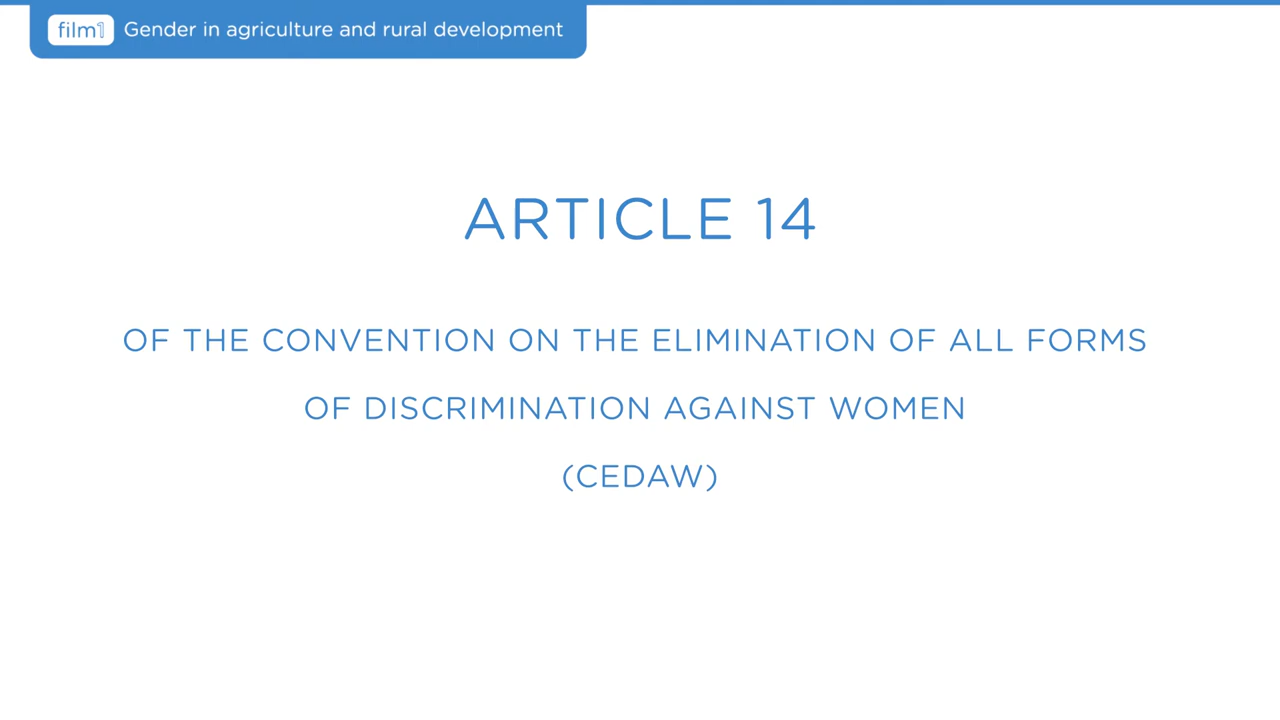 film1 Gender in agriculture and rural development
ARTICLE 14
OF THE CONVENTION ON THE ELIMINATION OF ALL FORMS
OF DISCRIMINATION AGAINST WOMEN
(CEDAW)